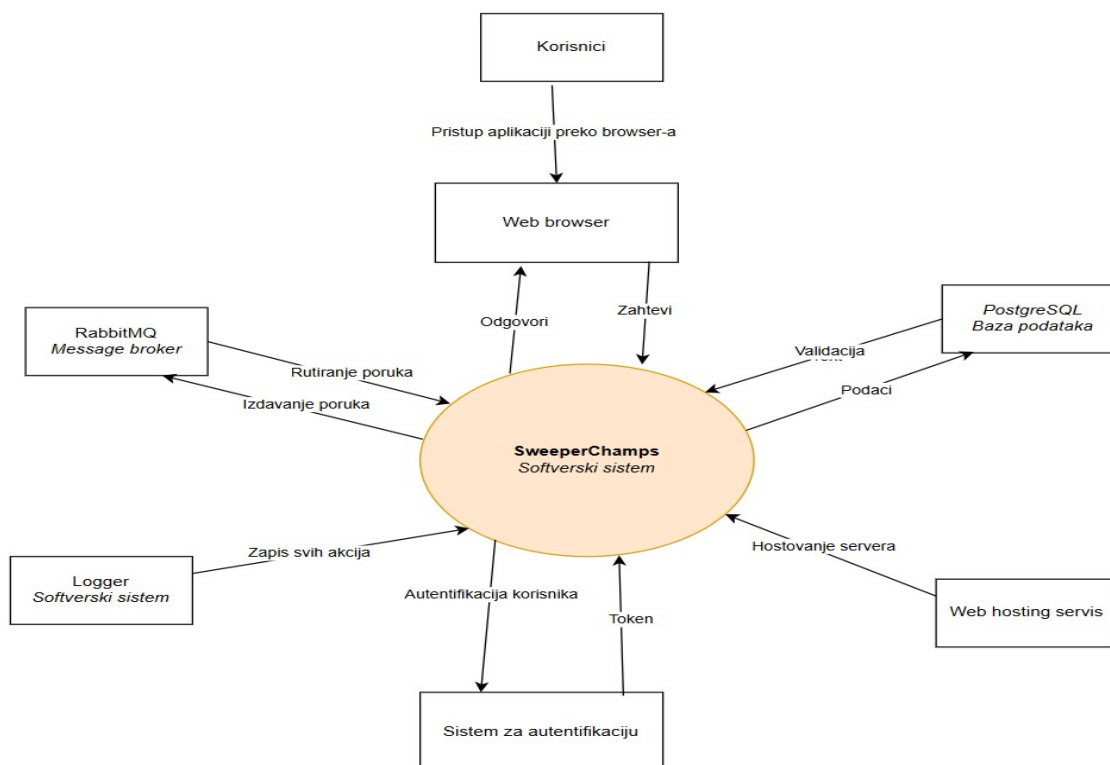 Korisnici
Pristup aplikaciji preko browser-a
Web browser
Odgovori
Zahtevi
RabbitMQ
Message broker
PostgreSQL
Baza podataka
Rutiranje poruka
Izdavanje poruka
Validacija
Podaci
SweeperChamps
Softverski sistem
Zapis svih akcija
Hostovanje servera
Logger
Softverski sistem
Autentifikacija korisnika
Token
Web hosting servis
Sistem za autentifikaciju